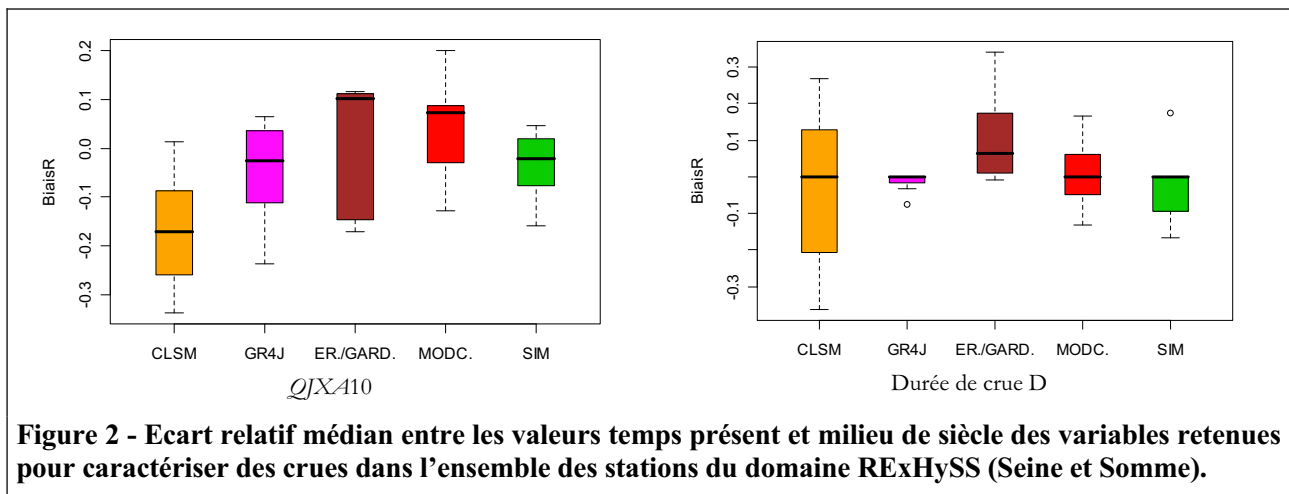 BiaisR
0.2
0.1
0.0
-0.1
-0.2
-0.3
CLSM GR4J ER./GARD. MODC. SIM
QJXA10
BiaisR
0.3
0.2
0.1
-0.1
-0.3
CLSM GR4J ER./GARD. MODC. SIM
Durée de crue D
Figure 2 - Ecart relatif médian entre les valeurs temps présent et milieu de siècle des variables retenues
pour caractériser des crues dans l’ensemble des stations du domaine RExHySS (Seine et Somme).